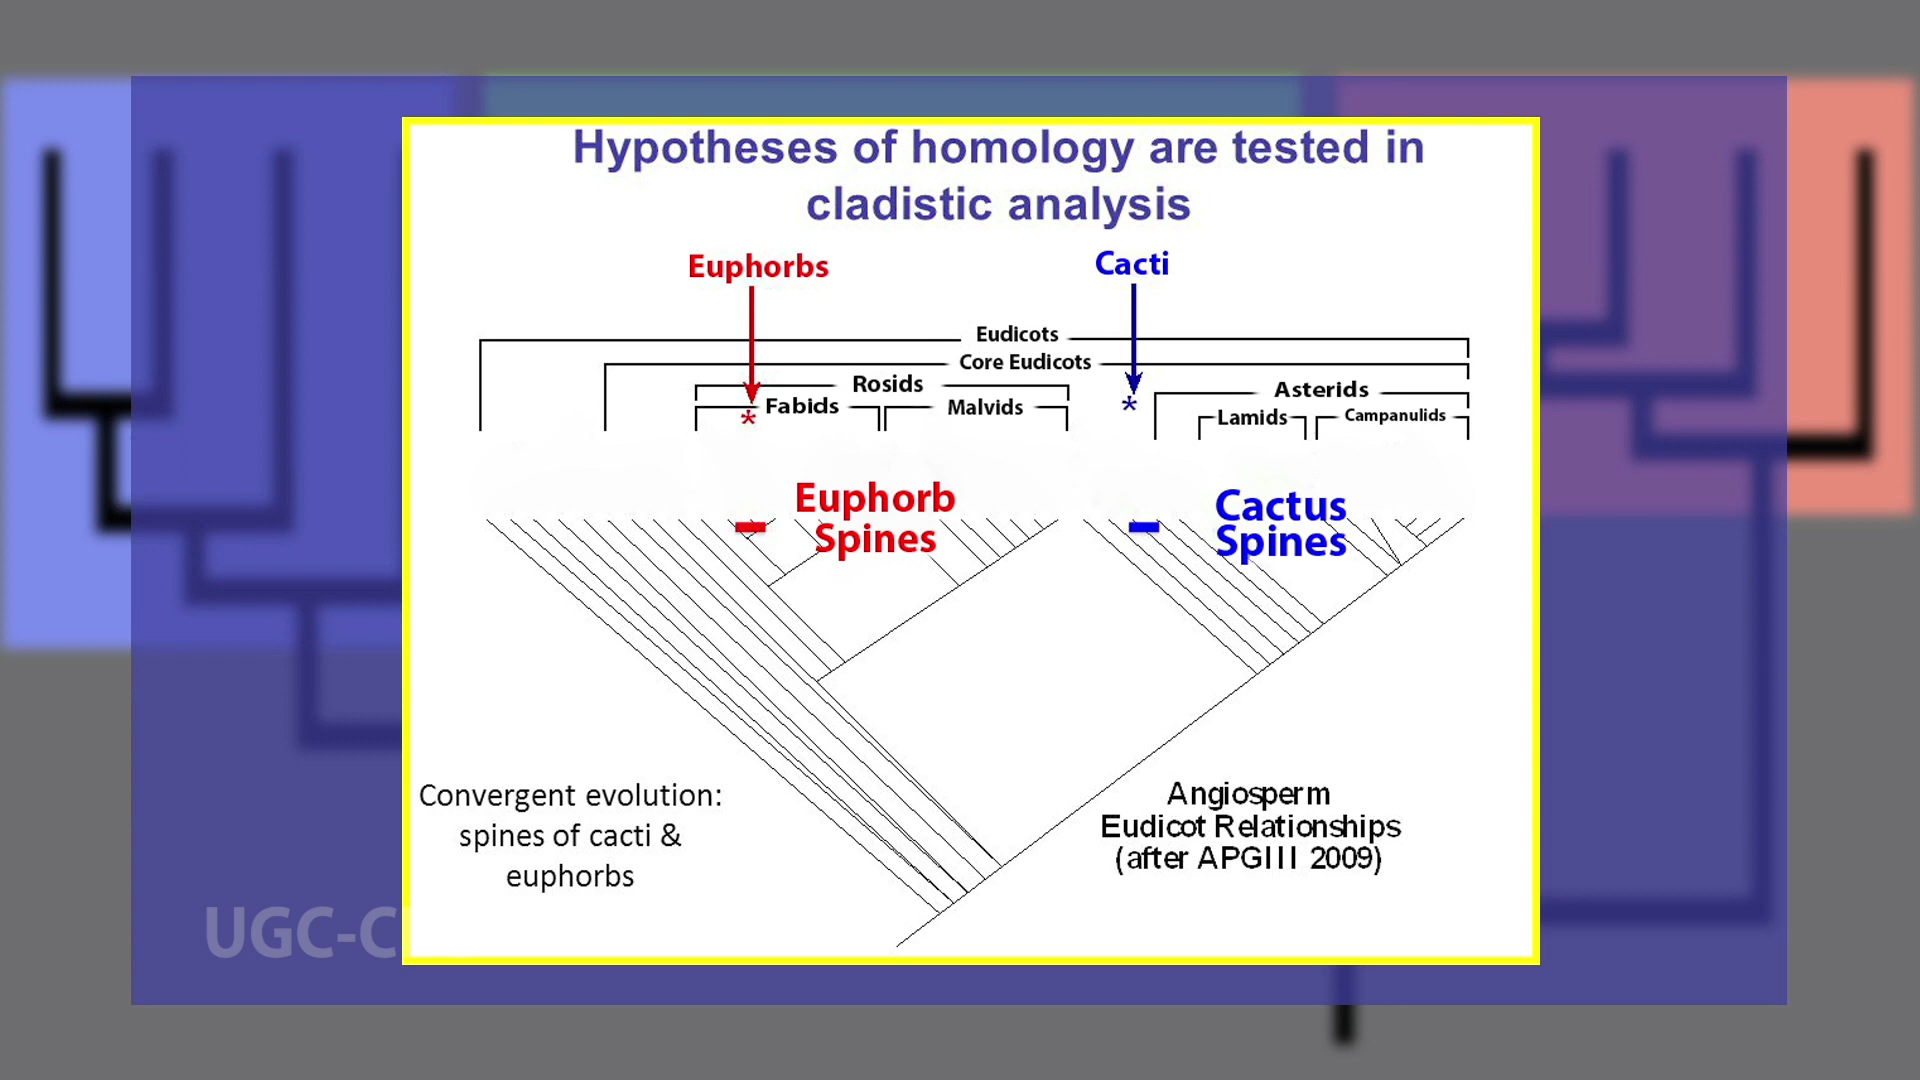 Hypotheses of homology are tested in
cladistic analysis
Euphorbs
Cacti
Eudicots
Core Eudicots
Rosids
Asterids
Fabids
Malvids
Lamids
Campanulids
*
*
Euphorb
Spines
Cactus
Spines
Convergent evolution:
spines of cacti &
euphorbs
Angiosperm
Eudicot Relationships
(after APGIII 2009)
UGC-C